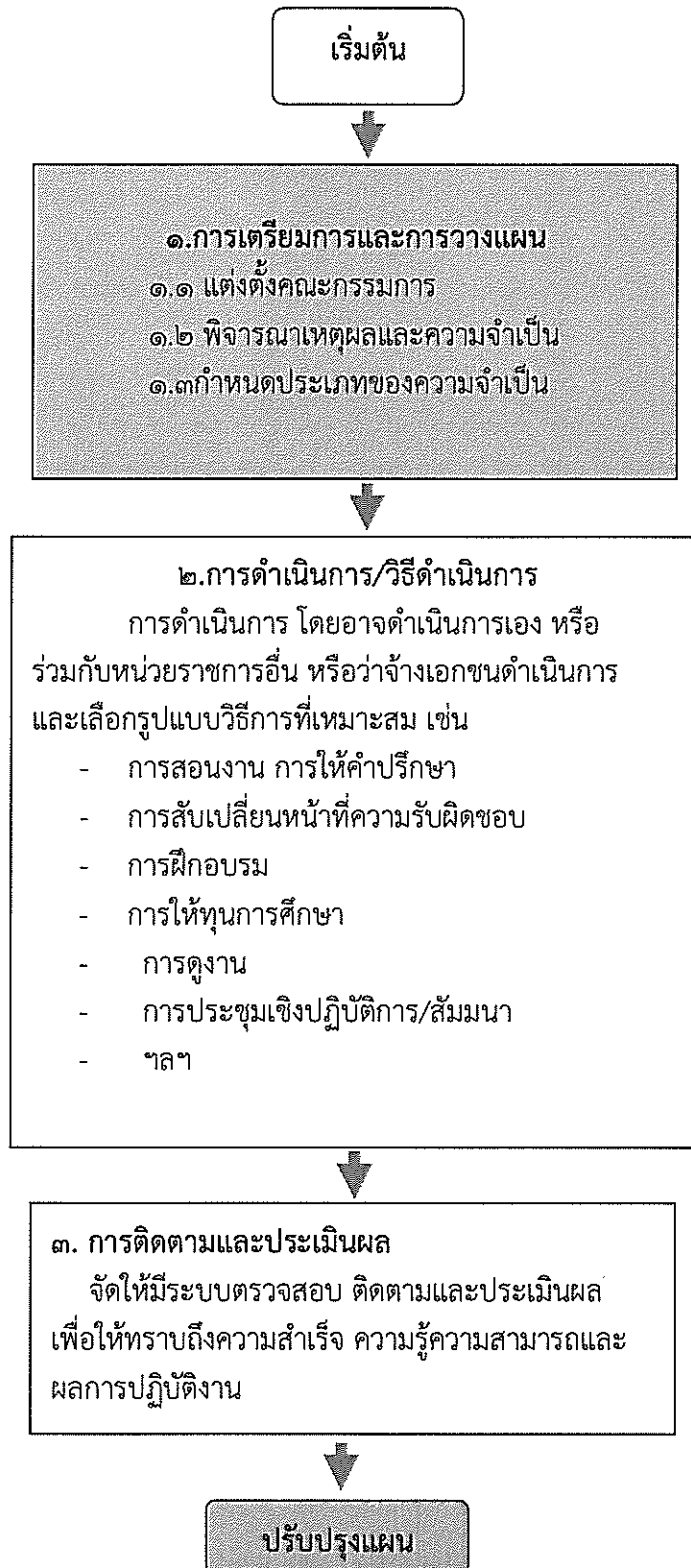 เริ่มต้น
๑.การเตรียมการและการวางแผน
๑.๑ แต่งตั้งคณะกรรมการ
๑.๒ พิจารณาเหตุผลและความจำเป็น
๑.๓กำหนดประเภทของความจำเป็น
๒.การดำเนินการ/วิธีดำเนินการ
การดำเนินการ โดยอาจดำเนินการเอง หรือ
ร่วมกับหน่วยราชการอื่น หรือว่าจ้างเอกชนดำเนินการ
และเลือกรูปแบบวิธีการที่เหมาะสม เช่น
- การสอนงาน การให้คำปรึกษา
- การสับเปลี่ยนหน้าที่ความรับผิดชอบ
- การฝึกอบรม
- การให้ทุนการศึกษา
- การดูงาน
- การประชุมเชิงปฏิบัติการ/สัมมนา
- ฯลฯ
๓. การติดตามและประเมินผล
จัดให้มีระบบตรวจสอบ ติดตามและประเมินผล
เพื่อให้ทราบถึงความสำเร็จ ความรู้ความสามารถและ
ผลการปฏิบัติงาน
ปรับปรุงแผน